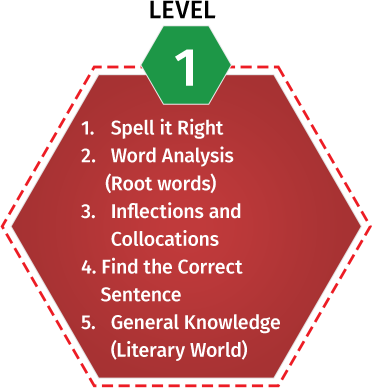 LEVEL
1
1. Spell it Right
2. Word Analysis
(Root words)
3. Inflections and
Collocations
4. Find the Correct
Sentence
5. General Knowledge
(Literary World)